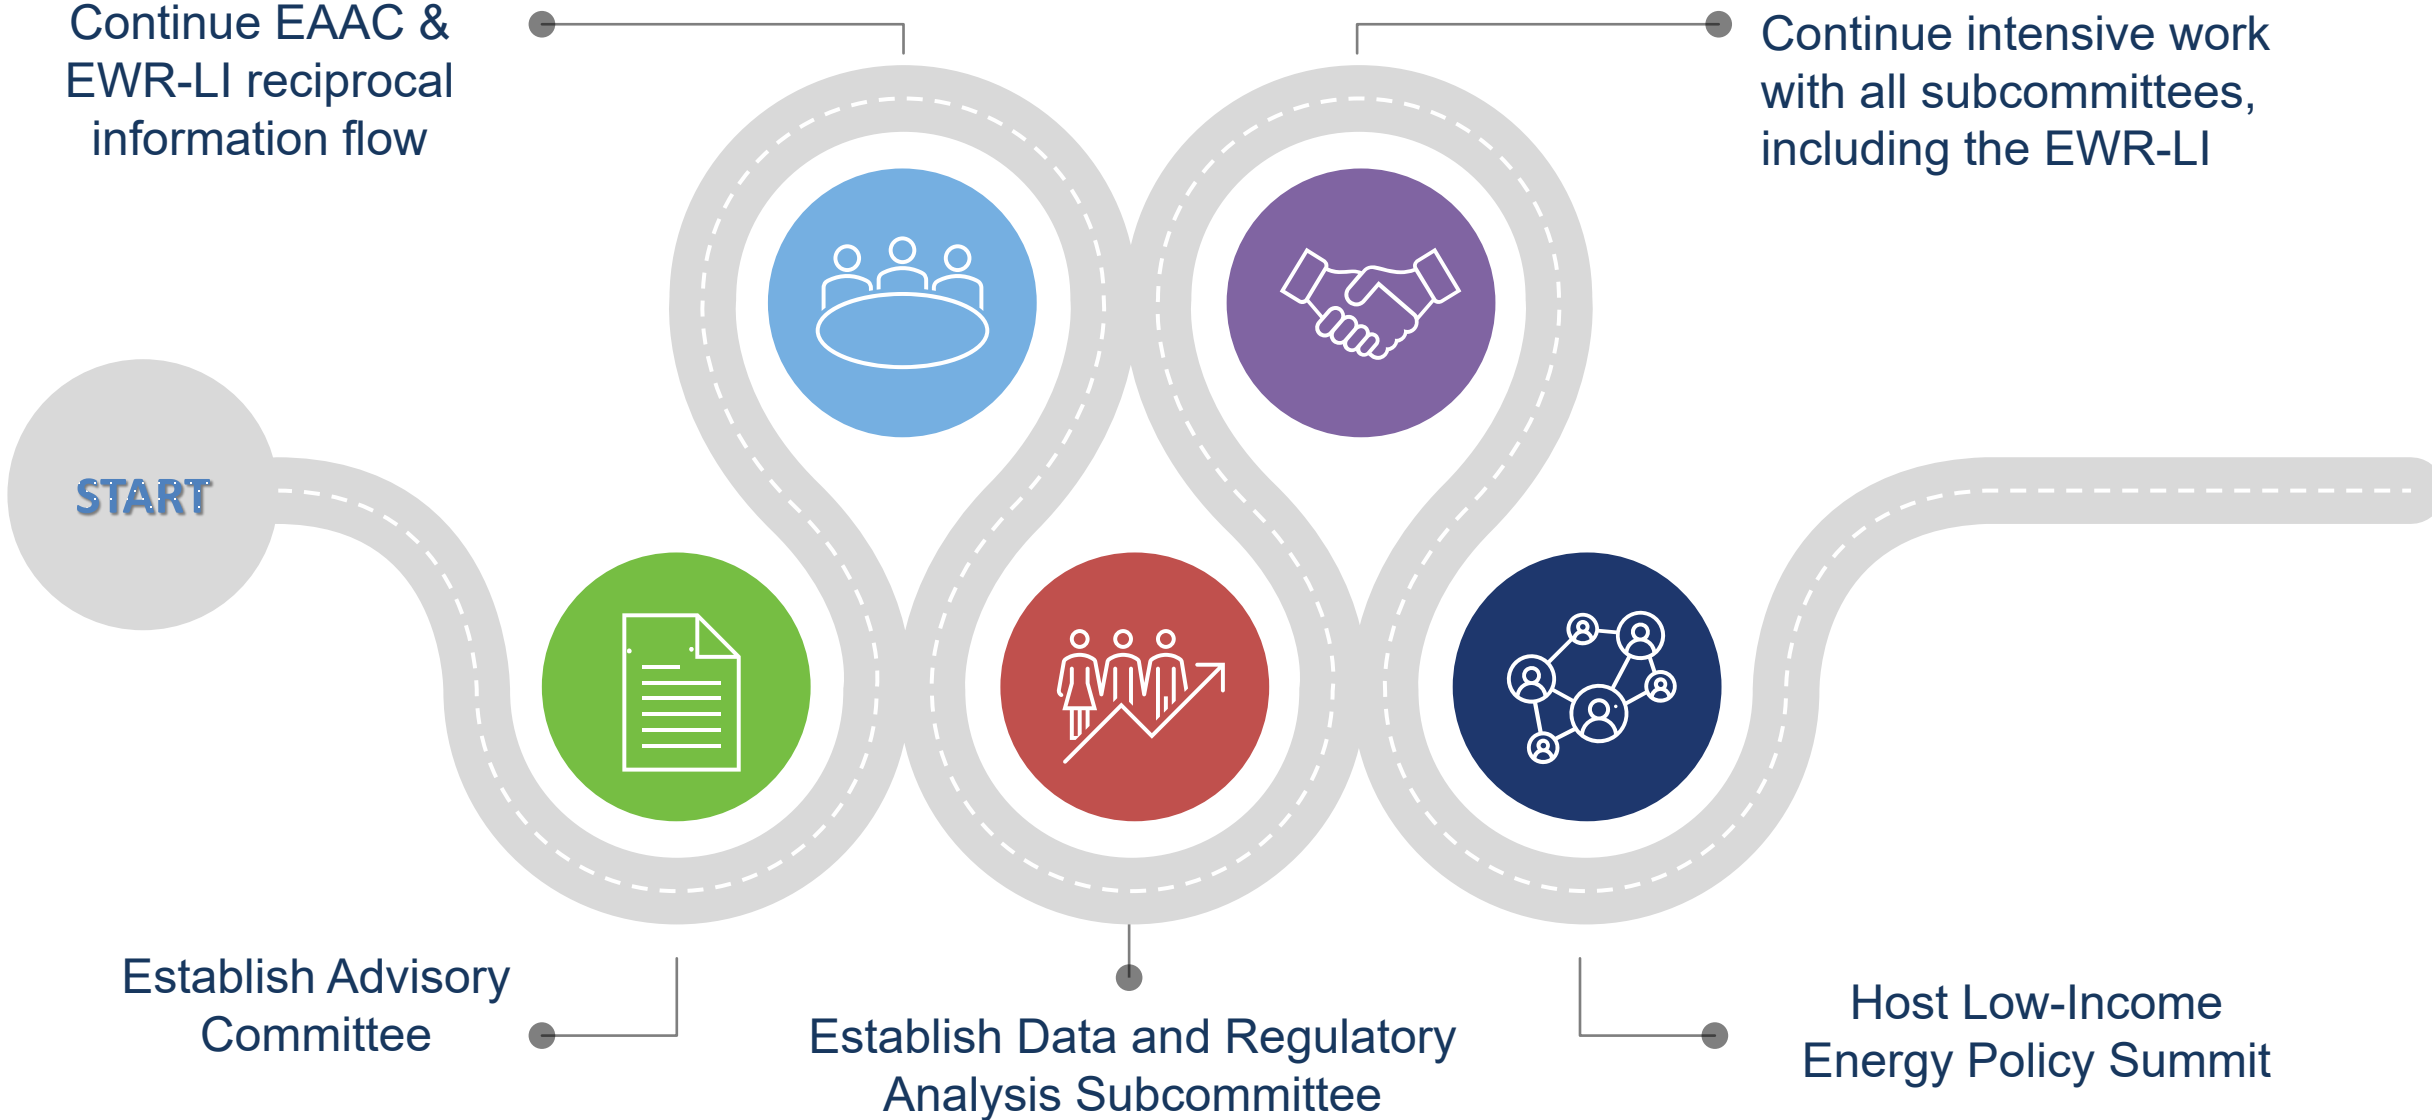 Continue EAAC &
EWR-LI reciprocal
information flow
Continue intensive work
with all subcommittees,
including the EWR-LI
START
Establish Advisory
Committee
Establish Data and Regulatory
Analysis Subcommittee
Host Low-Income
Energy Policy Summit